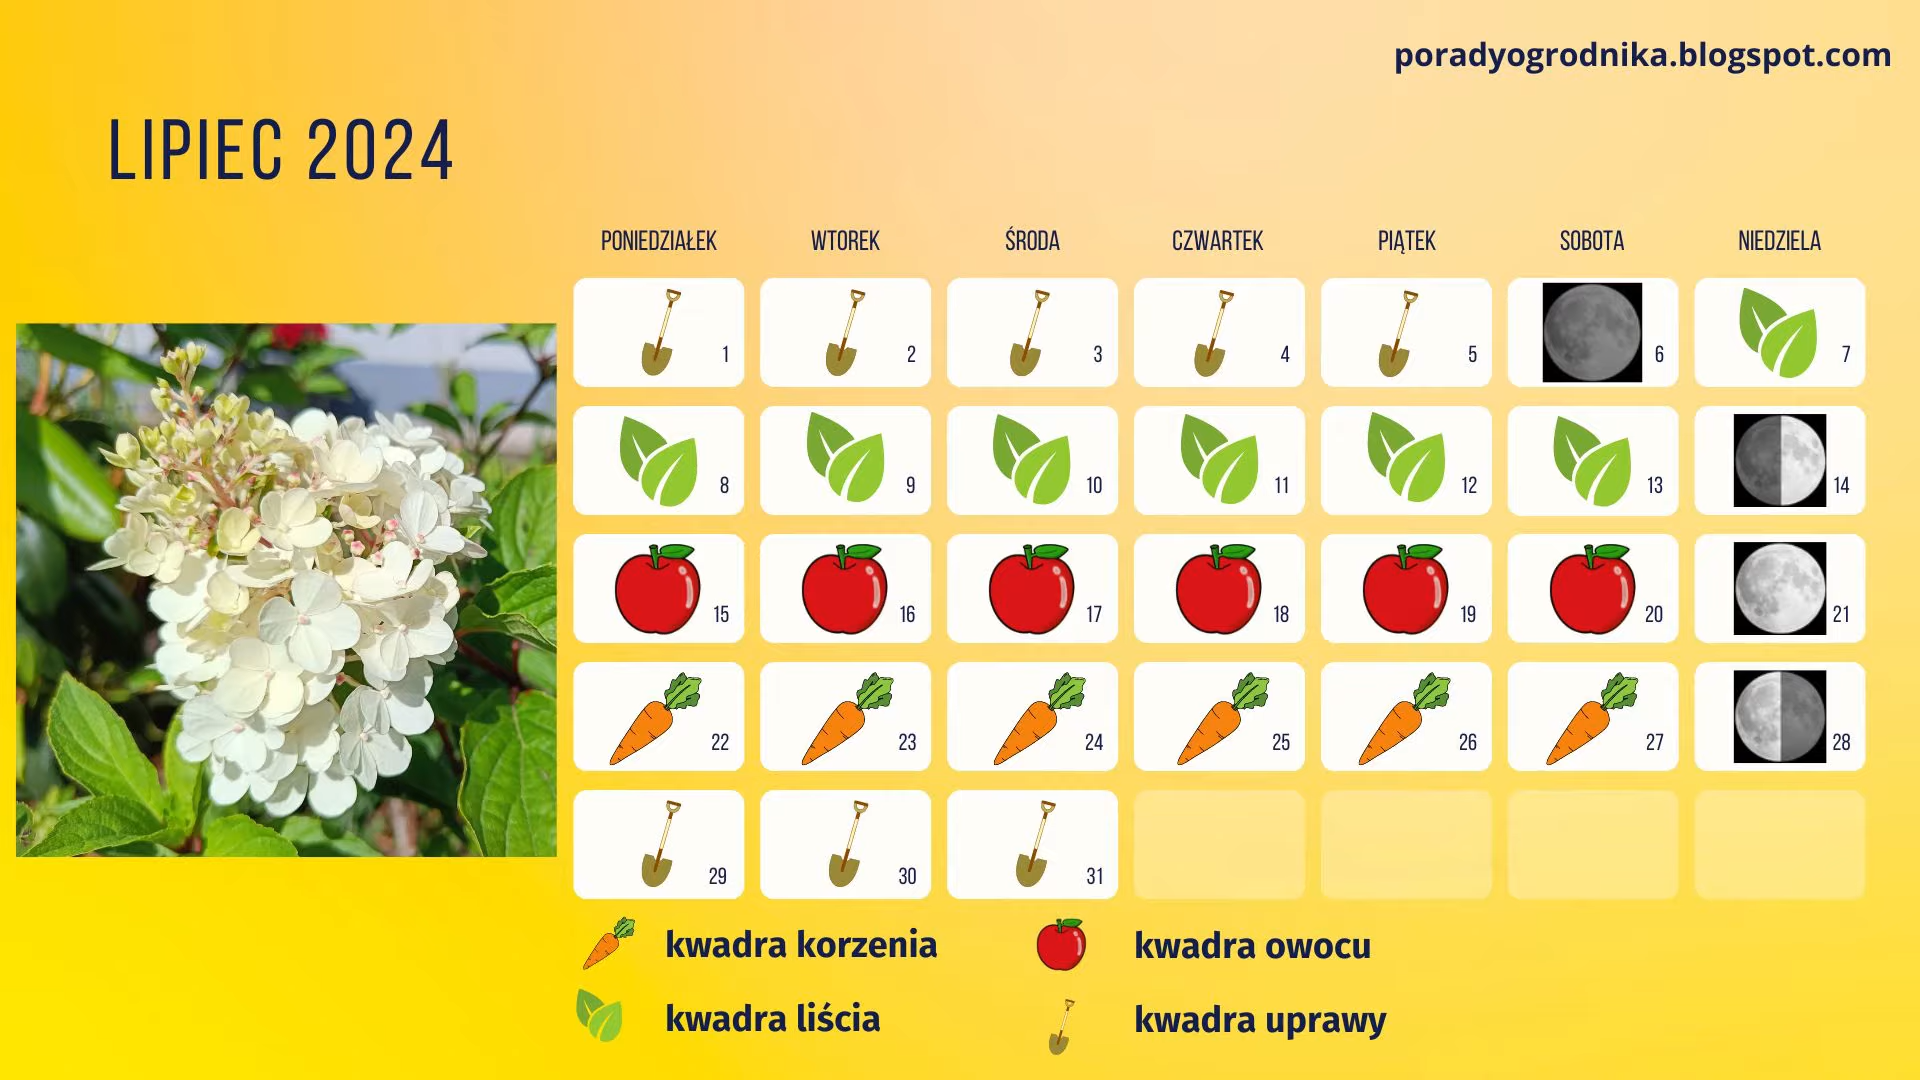 poradyogrodnika.blogspot.com
LIPIEC 2024
PONIEDZIAŁEK WTOREK ŚRODA CZWARTEK PIĄTEK SOBOTA NIEDZIELA
1 2 3 4 5 6 7
8 9 10 11 12 13 14
15 16 17 18 19 20 21
22 23 24 25 26 27 28
29 30 31
kwadra korzenia kwadra owocu
kwadra liścia kwadra uprawy